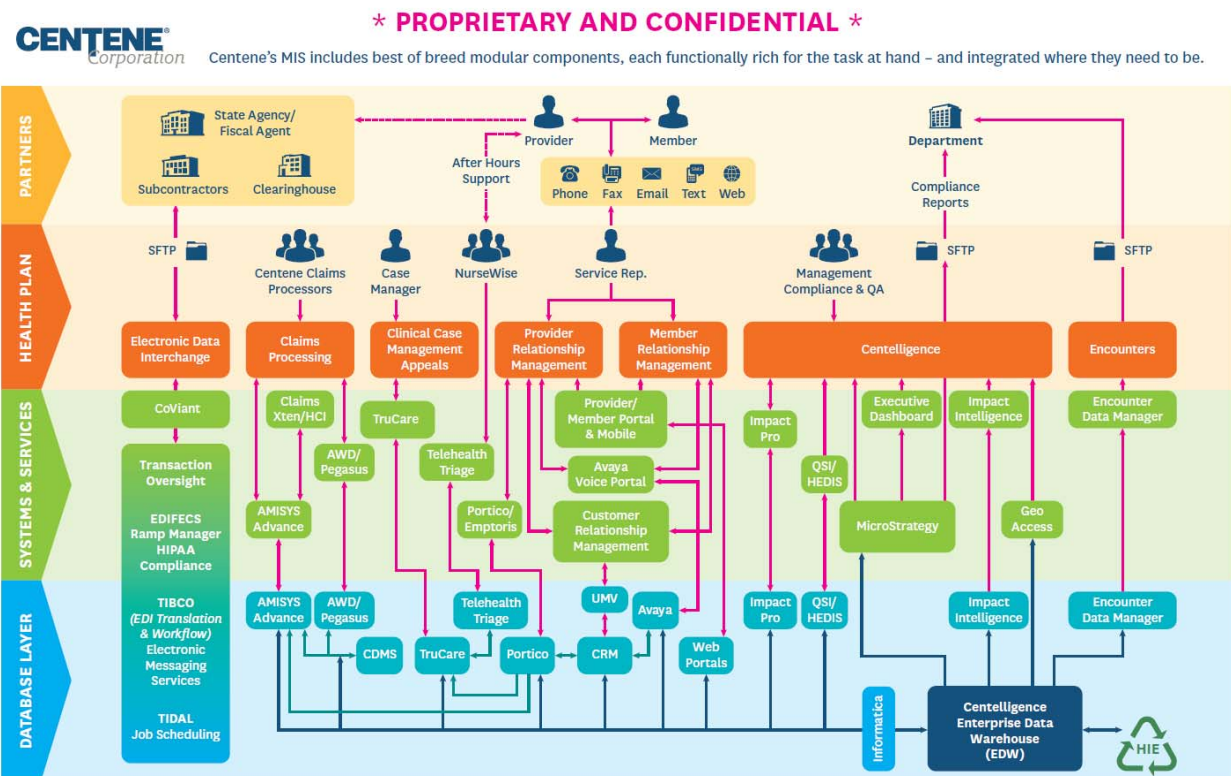 * PROPRIETARY AND CONFIDENTIAL *
CENTENE®
Corporation
Centene's MIS includes best of breed modular components, each functionally rich for the task at hand – and integrated where they need to be.
PARTNERS
State Agency/
Fiscal Agent
Subcontractors
Clearinghouse
Provider
Member
After Hours
Support
Phone
Fax
Email
Text
Web
Department
Compliance
Reports
HEALTH PLAN
SFTP
Centene Claims
Processors
Case
Manager
NurseWise
Service Rep.
Management
Compliance & QA
SFTP
SFTP
Electronic Data
Interchange
Claims
Processing
Clinical Case
Management
Appeals
Provider
Relationship
Management
Member
Relationship
Management
Centelligence
Encounters
SYSTEMS & SERVICES
CoViant
Claims
Xten/HCI
TruCare
Provider/
Member Portal
& Mobile
Impact
Pro
Executive
Dashboard
Impact
Intelligence
Encounter
Data Manager
Transaction
Oversight
EDIFECS
Ramp Manager
HIPAA
Compliance
TIBCO
(EDI Translation
& Workflow)
Electronic
Messaging
Services
TIDAL
Job Scheduling
AWD/
Pegasus
Telehealth
Triage
Avaya
Voice Portal
QSI/
HEDIS
AMISYS
Advance
Portico/
Emptoris
Customer
Relationship
Management
MicroStrategy
Geo
Access
DATABASE LAYER
AMISYS
Advance
AWD/
Pegasus
Telehealth
Triage
UMV
Avaya
Impact
Pro
QSI/
HEDIS
Impact
Intelligence
Encounter
Data Manager
CDMS
TruCare
Portico
CRM
Web
Portals
Informatica
Centelligence
Enterprise Data
Warehouse
(EDW)
HIE